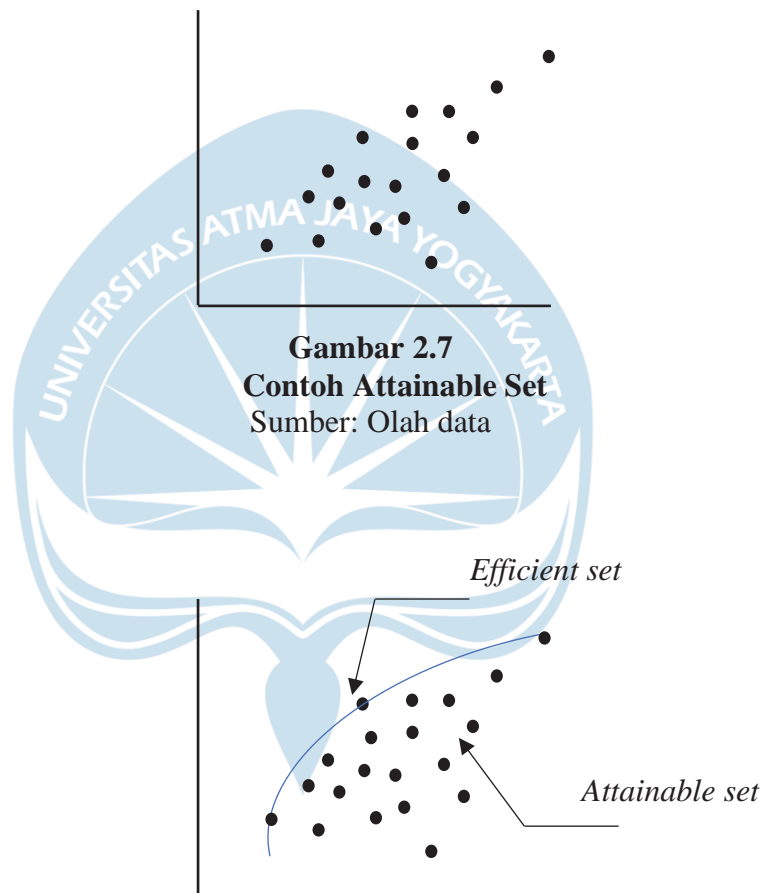 UNIVERSITAS ATMA JAYA YOGYAKARTA
Gambar 2.7
Contoh Attainable Set
Sumber: Olah data
Efficient set
Attainable set